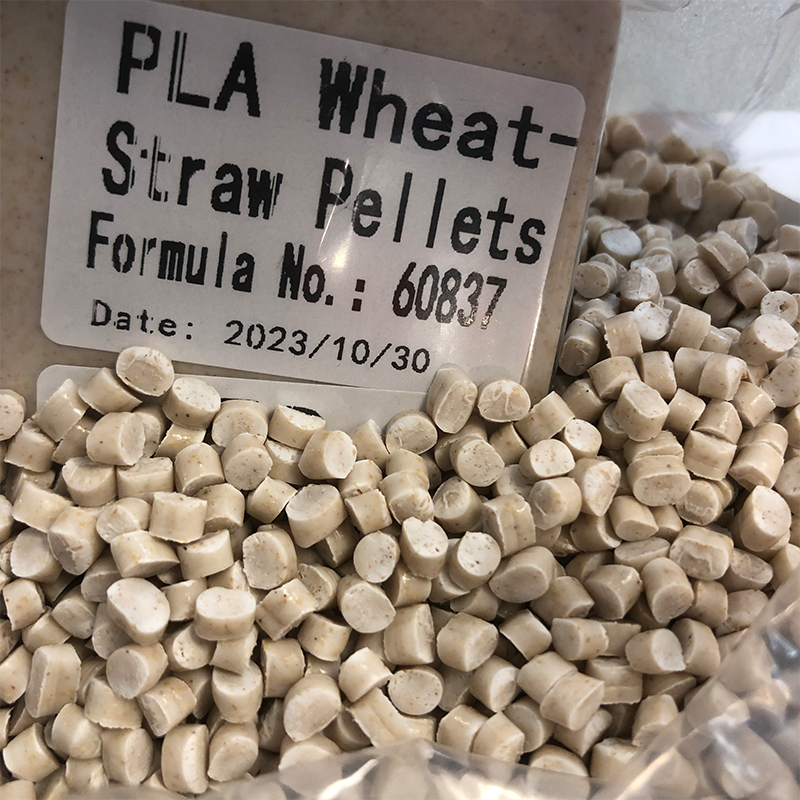 PLA Wheat-
Straw Pellets
Formula No.: 60837
Date: 2023/10/30